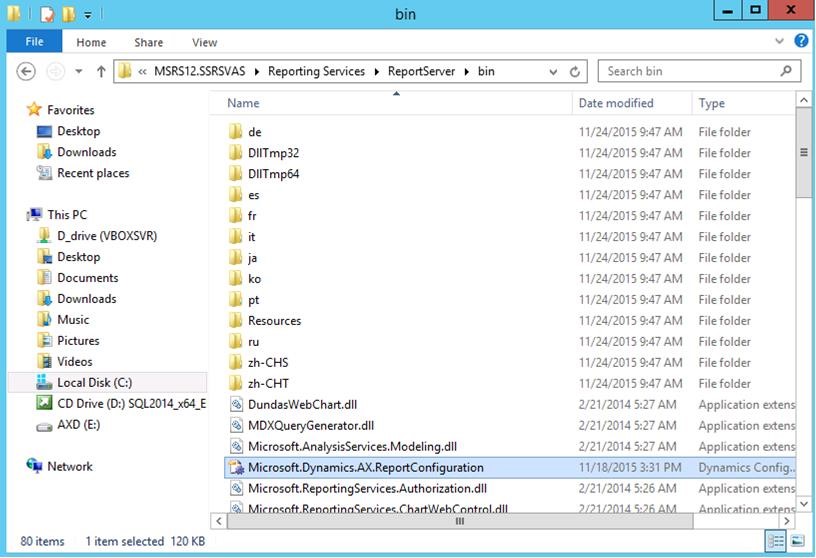 bin
File Home Share View
« MSRS12.SSRSVAS Reporting Services ReportServer bin Search bin
Name Date modified Type
Favorites
Desktop
Downloads
Recent places
This PC
D_drive (VBOXSVR)
Desktop
Documents
Downloads
Music
Pictures
Videos
Local Disk (C:)
CD Drive (D:) SQL2014_x64_E
AXD (E:)
Network
de 11/24/2015 9:47 AM File folder
DllTmp32 11/24/2015 9:47 AM File folder
DllTmp64 11/24/2015 9:47 AM File folder
es 11/24/2015 9:47 AM File folder
fr 11/24/2015 9:47 AM File folder
it 11/24/2015 9:47 AM File folder
ja 11/24/2015 9:47 AM File folder
ko 11/24/2015 9:47 AM File folder
pt 11/24/2015 9:47 AM File folder
Resources 11/24/2015 9:47 AM File folder
ru 11/24/2015 9:47 AM File folder
zh-CHS 11/24/2015 9:47 AM File folder
zh-CHT 11/24/2015 9:47 AM File folder
DundasWebChart.dll 2/21/2014 5:27 AM Application extens
MDXQueryGenerator.dll 2/21/2014 5:27 AM Application extens
Microsoft.AnalysisServices.Modeling.dll 2/21/2014 5:27 AM Application extens
Microsoft.Dynamics.AX.ReportConfiguration 11/18/2015 3:31 PM Dynamics Config...
Microsoft.ReportingServices.Authorization.dll 2/21/2014 5:26 AM Application extens
Microsoft.ReportingServices.ChartWebControl.dll 2/21/2014 5:26 AM Application extens
80 items 1 item selected 120 KB